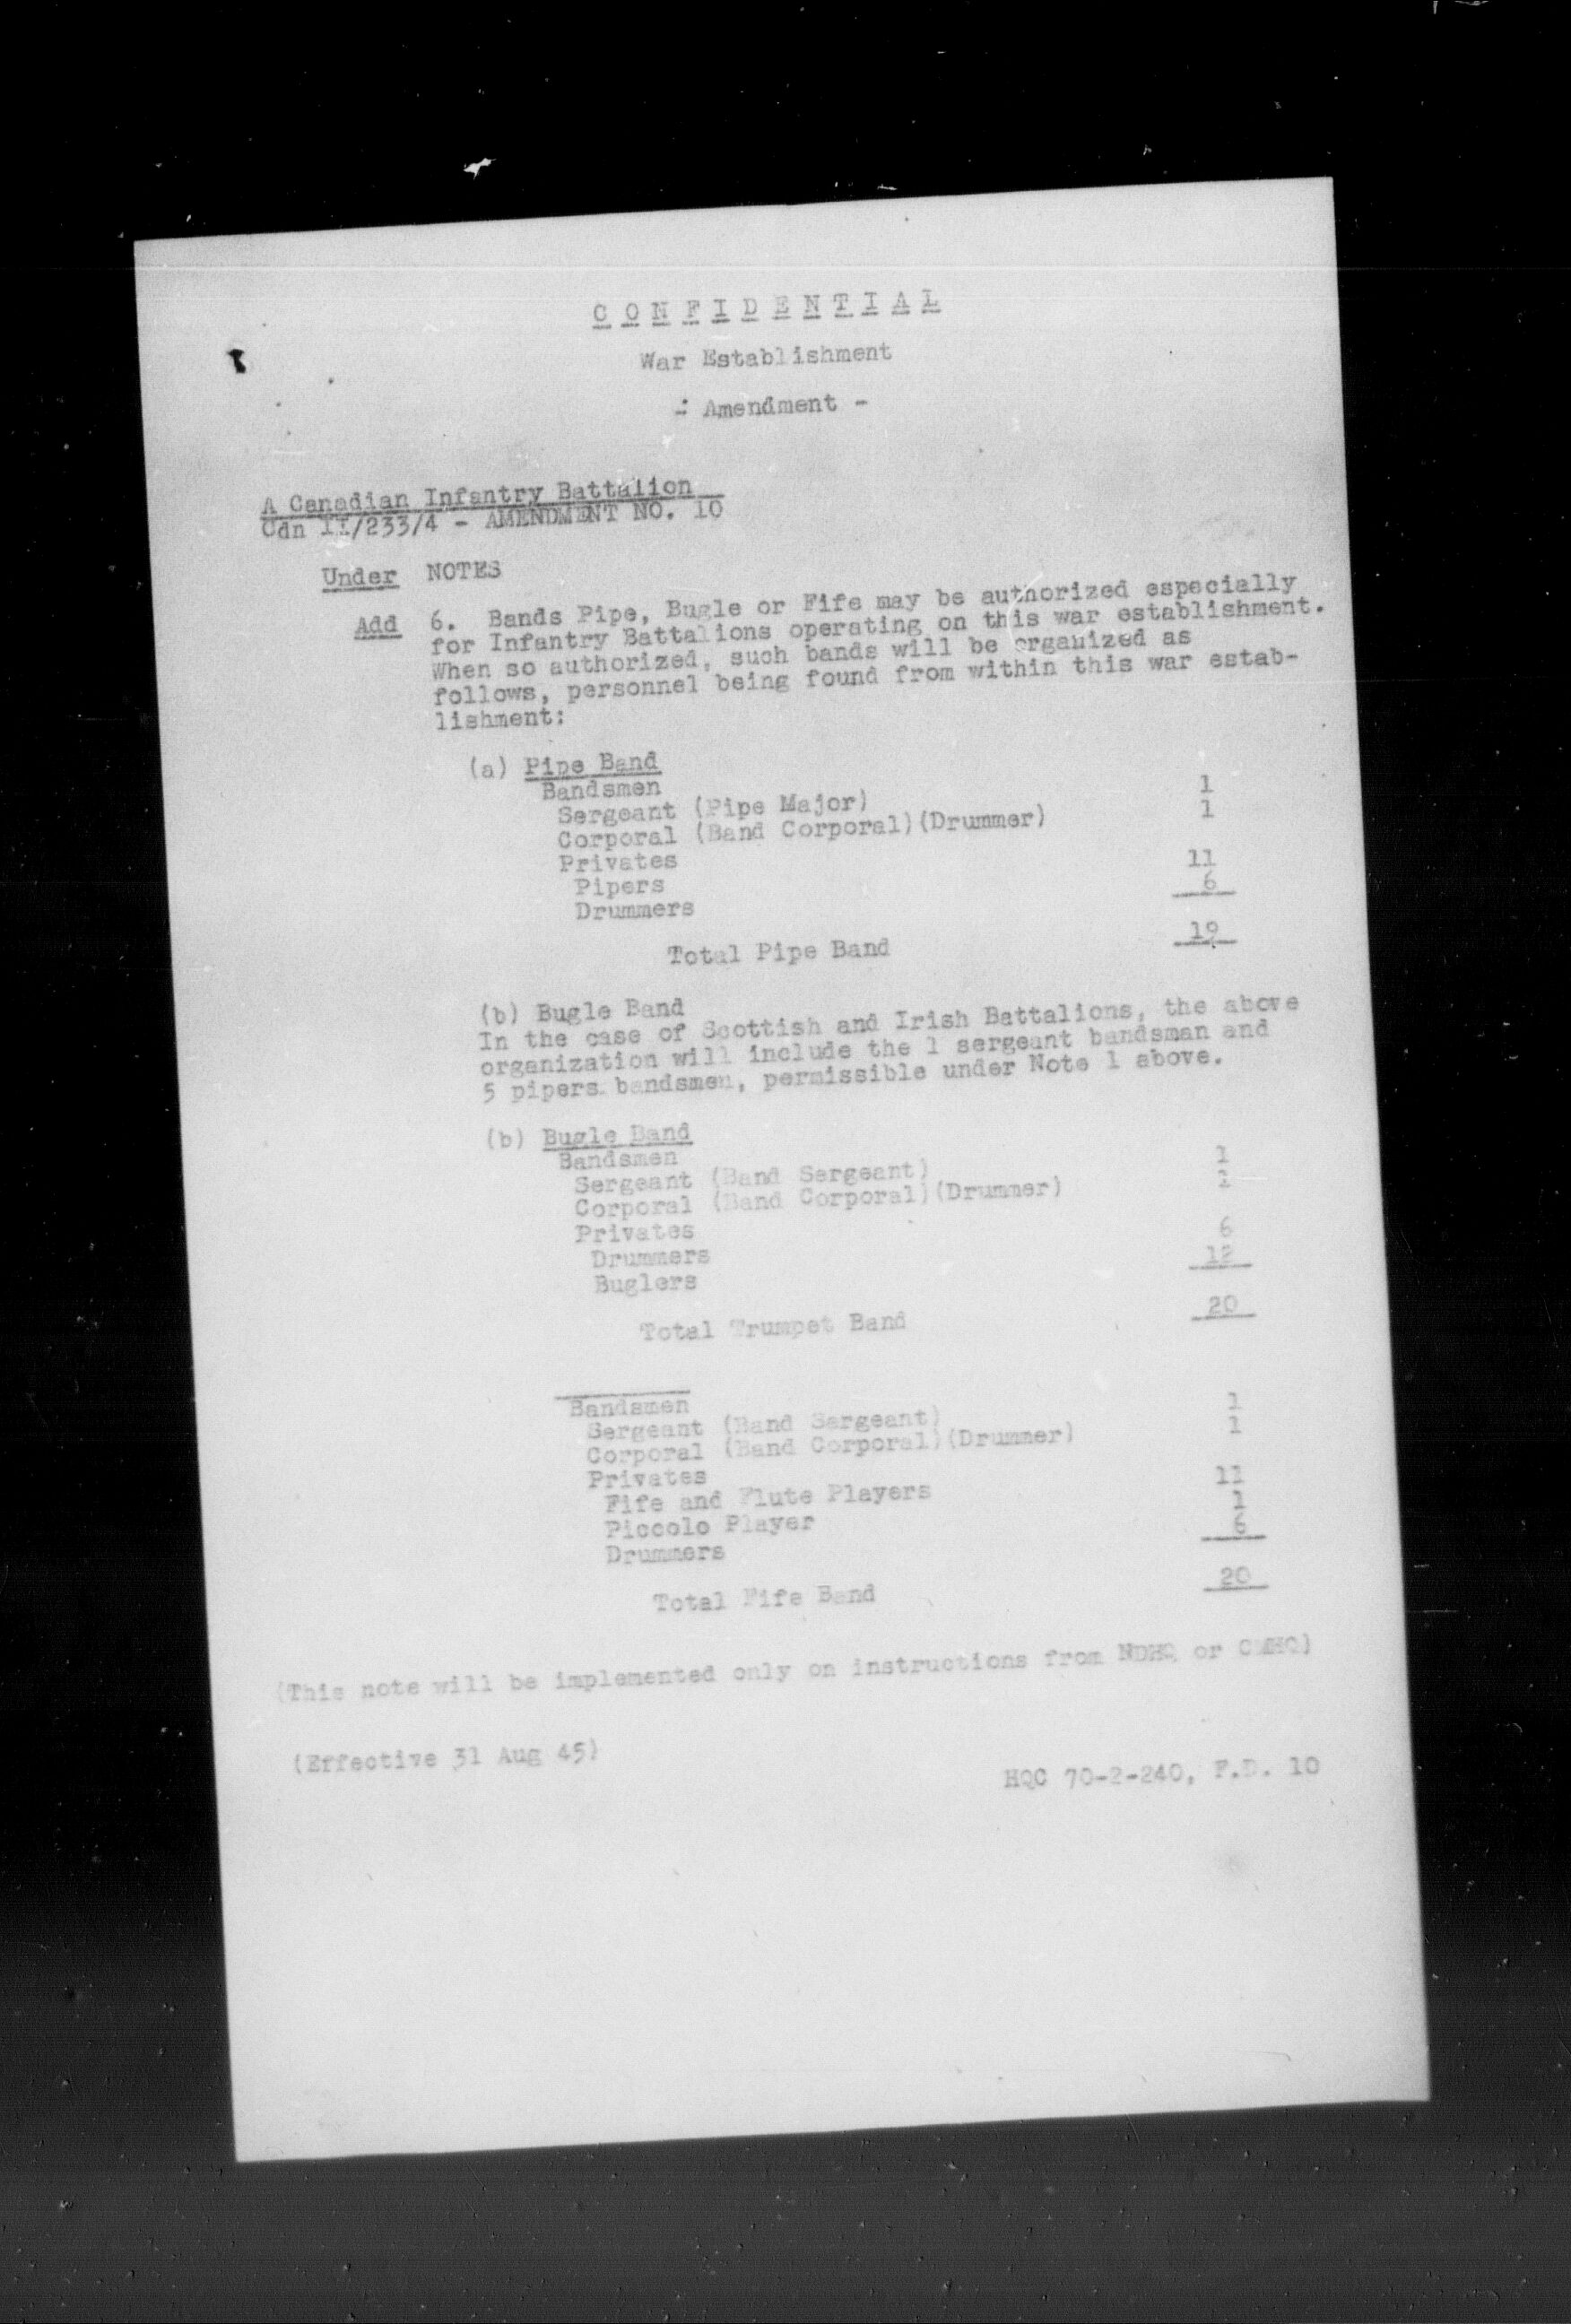 C O N F I D E N T I A L
War Establishment
- Amendment -
A Canadian Infantry Battalion
Cdn II/233/4 - AMENDMENT NO. 10
Under NOTES
Add 6. Bands Pipe, Bugle or Fife may be authorized especially
for Infantry Battalions operating on this war establishment.
When so authorized, such bands will be organized as
follows, personnel being found from within this war estab-
lishment:
(a) Pipe Band
Bandsmen
Sergeant (Pipe Major) 1
Corporal (Band Corporal)(Drummer) 1
Privates
Pipers 11
Drummers 6
Total Pipe Band 19
(b) Bugle Band
In the case of Scottish and Irish Battalions, the above
organization will include the 1 sergeant bandsman and
5 pipers bandsmen, permissible under Note 1 above.
(b) Bugle Band
Bandsmen
Sergeant (Band Sergeant) 1
Corporal (Band Corporal)(Drummer) 1
Privates
Drummers 6
Buglers 12
Total Trumpet Band 20
Bandsmen
Sergeant (Band Sergeant) 1
Corporal (Band Corporal)(Drummer) 1
Privates
Fife and Flute Players 11
Piccolo Player 1
Drummers 6
Total Fife Band 20
(This note will be implemented only on instructions from NDHQ or CMHQ)
(Effective 31 Aug 45)
HQC 70-2-240, F.D. 10